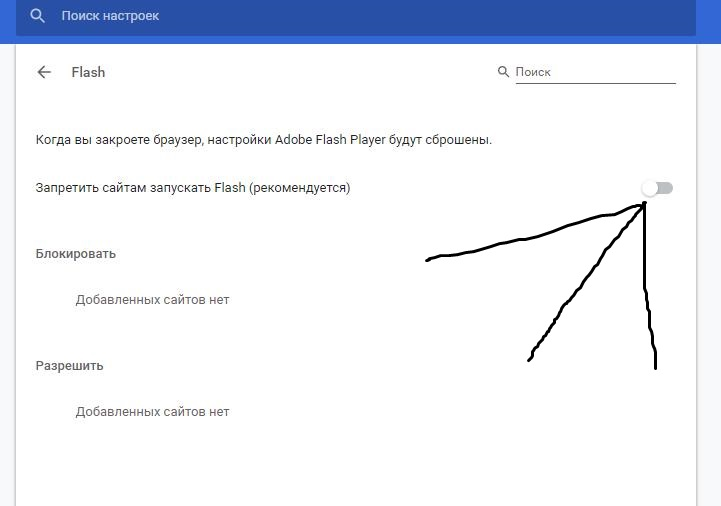 Поиск настроек
Flash
Поиск
Когда вы закроете браузер, настройки Adobe Flash Player будут сброшены.
Запретить сайтам запускать Flash (рекомендуется)
Блокировать
Добавленных сайтов нет
Разрешить
Добавленных сайтов нет